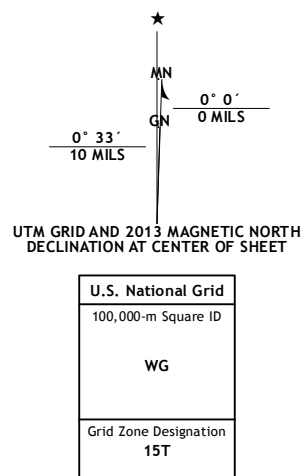 ★
MN
GN
0° 0´
0 MILS
0° 33´
10 MILS
UTM GRID AND 2013 MAGNETIC NORTH
DECLINATION AT CENTER OF SHEET
U.S. National Grid
100,000-m Square ID
WG
Grid Zone Designation
15T